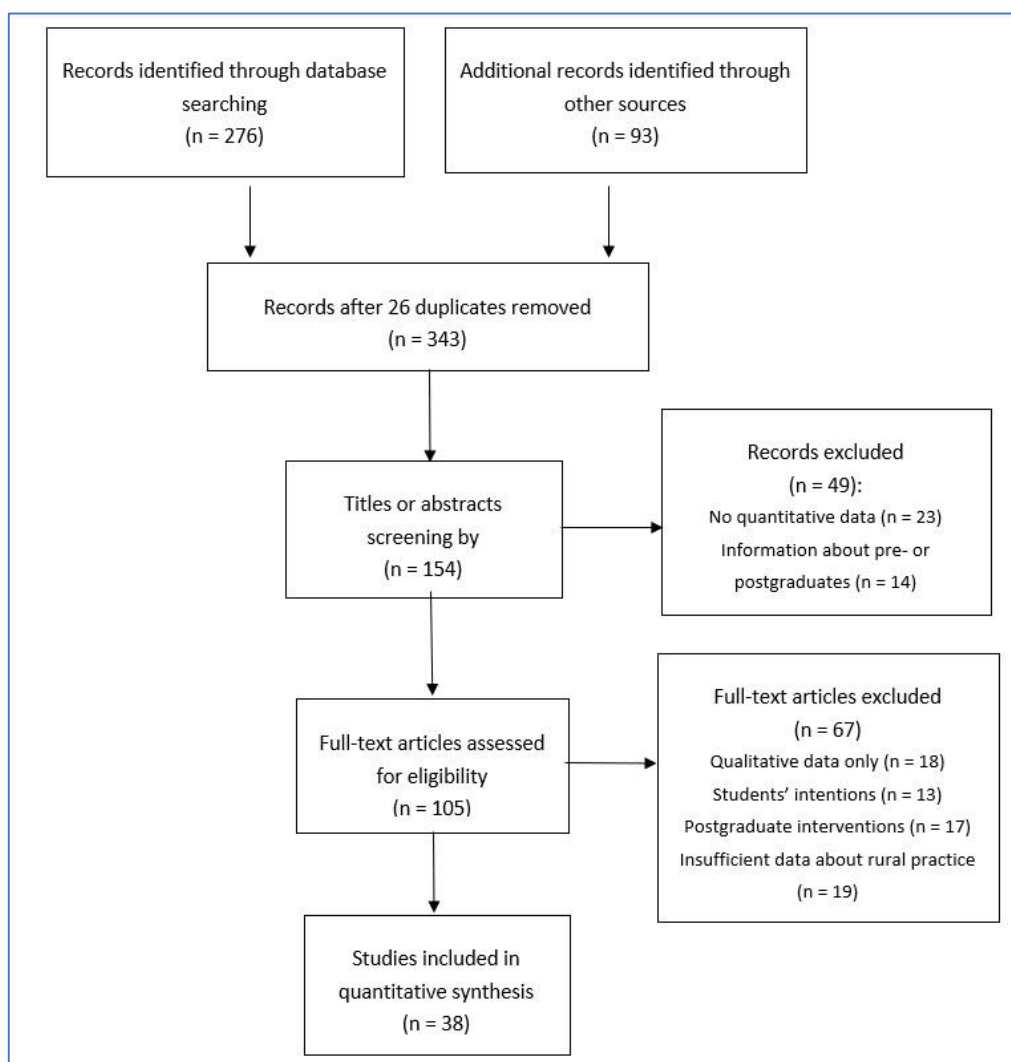 Records identified through database
searching
(n = 276)
Additional records identified through
other sources
(n = 93)
Records after 26 duplicates removed
(n = 343)
Titles or abstracts
screening by
(n = 154)
Records excluded
(n = 49):
No quantitative data (n = 23)
Information about pre- or
postgraduates (n = 14)
Full-text articles assessed
for eligibility
(n = 105)
Full-text articles excluded
(n = 67)
Qualitative data only (n = 18)
Students’ intentions (n = 13)
Postgraduate interventions (n = 17)
Insufficient data about rural practice
(n = 19)
Studies included in
quantitative synthesis
(n = 38)